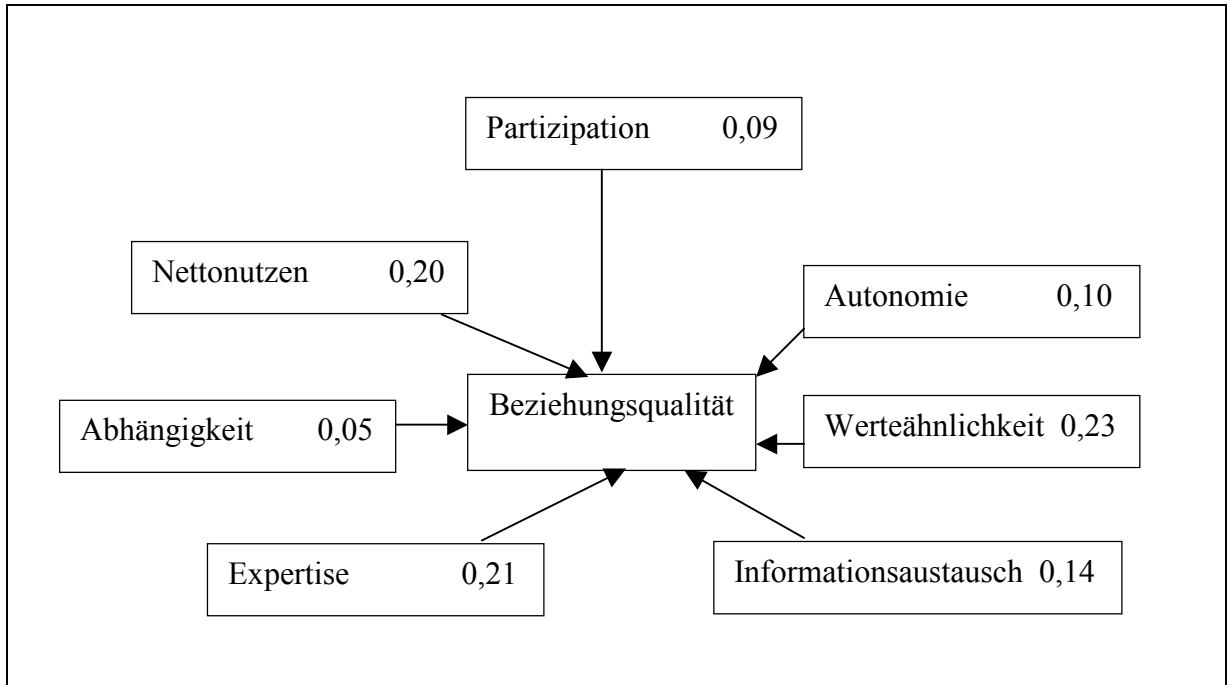 Partizipation 0,09
Nettonutzen 0,20
Autonomie 0,10
Beziehungsqualität
Abhängigkeit 0,05
Werteähnlichkeit 0,23
Expertise 0,21
Informationsaustausch 0,14